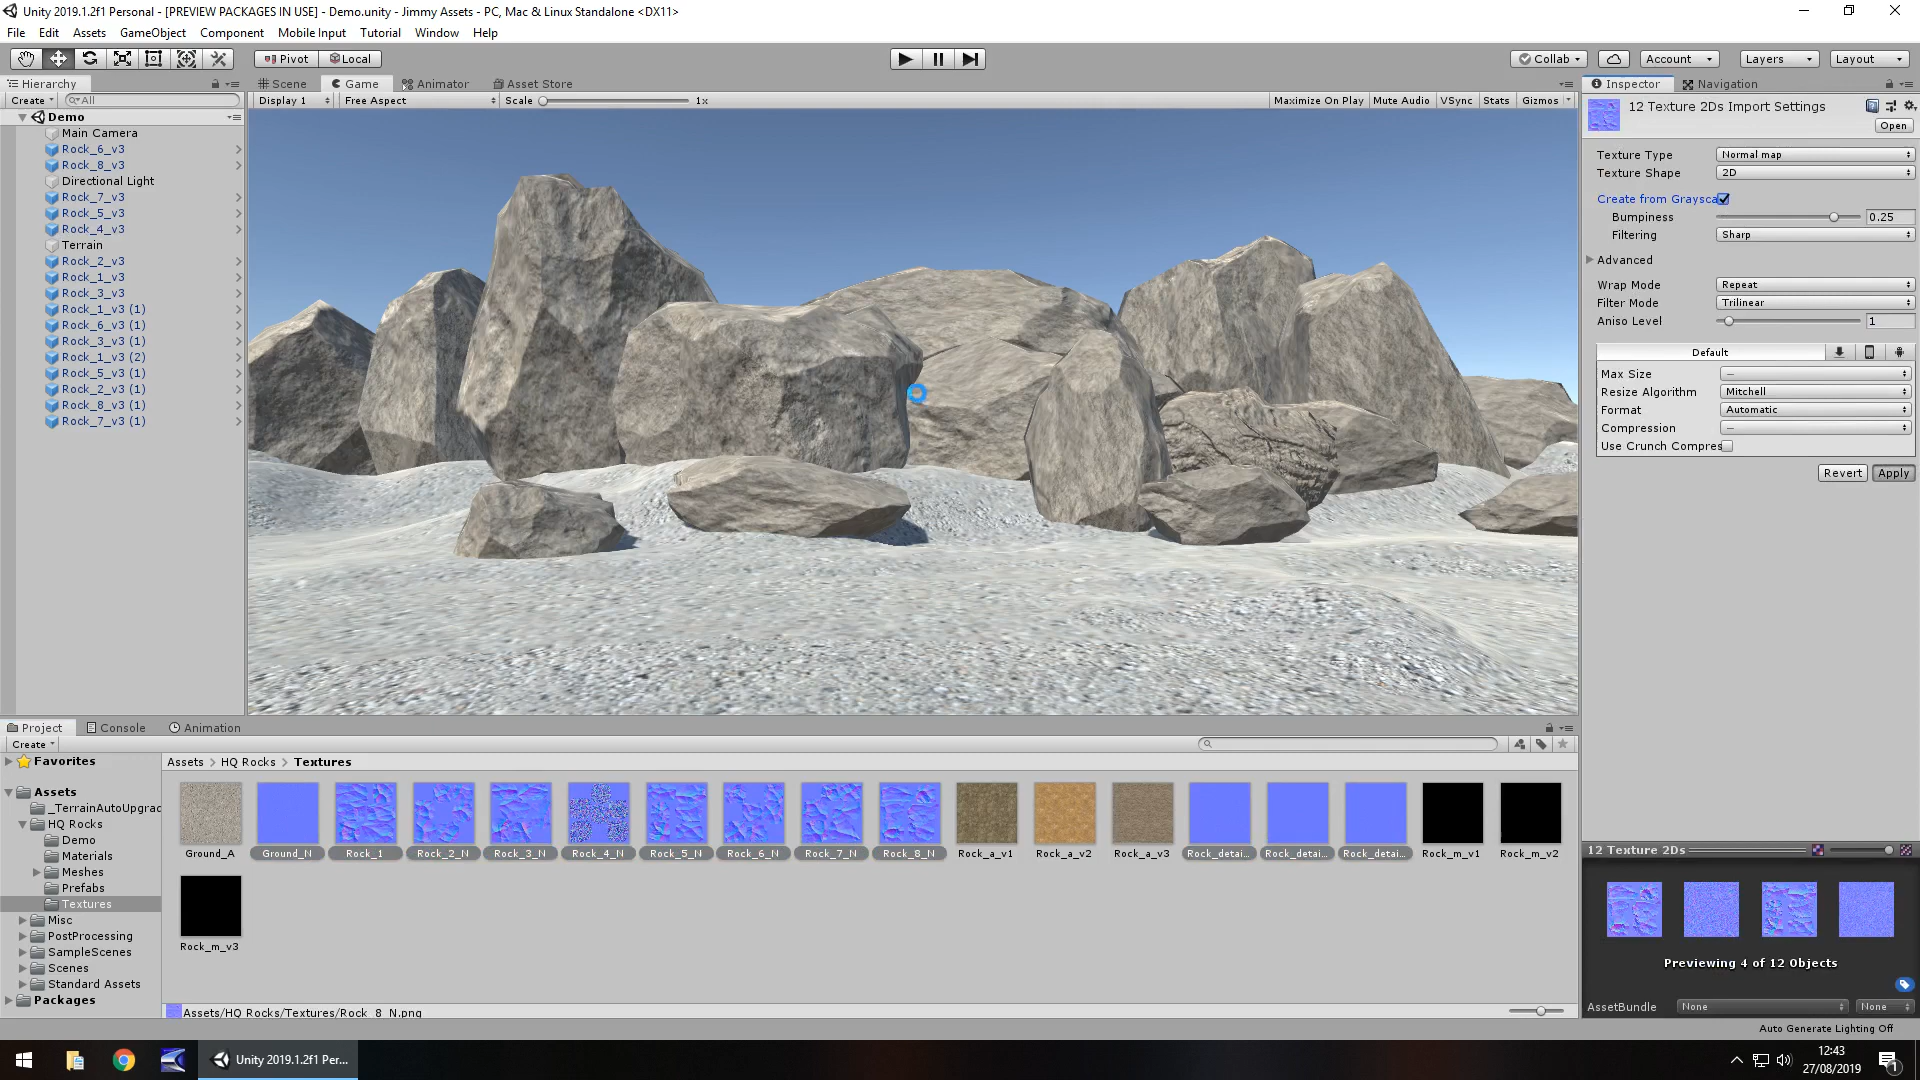 Unity 2019.1.2f1 Personal - [PREVIEW PACKAGES IN USE] - Demo.unity - Jimmy Assets - PC, Mac & Linux Standalone <DX11>
File Edit Assets GameObject Component Mobile Input Tutorial Window Help
Pivot Local Collab Account Layers Layout
Hierarchy Scene Game Animator Asset Store Inspector Navigation
Create All Display 1 Free Aspect Scale 1x Maximize On Play Mute Audio VSync Stats Gizmos
12 Texture 2Ds Import Settings
Open
Demo
Main Camera
Rock_6_v3
Rock_8_v3
Directional Light
Rock_7_v3
Rock_5_v3
Rock_4_v3
Terrain
Rock_2_v3
Rock_1_v3
Rock_3_v3
Rock_1_v3 (1)
Rock_6_v3 (1)
Rock_3_v3 (1)
Rock_1_v3 (2)
Rock_5_v3 (1)
Rock_2_v3 (1)
Rock_8_v3 (1)
Rock_7_v3 (1)
Texture Type Normal map
Texture Shape 2D
Create from Graysca
Bumpiness 0.25
Filtering Sharp
Advanced
Wrap Mode Repeat
Filter Mode Trilinear
Aniso Level 1
Default
Max Size —
Resize Algorithm Mitchell
Format Automatic
Compression —
Use Crunch Compres
Revert Apply
Project Console Animation
Create
Favorites
Assets
_TerrainAutoUpgrad
HQ Rocks
Demo
Materials
Meshes
Prefabs
Textures
Misc
PostProcessing
SampleScenes
Scenes
Standard Assets
Packages
Assets > HQ Rocks > Textures
Ground_A Ground_N Rock_1 Rock_2_N Rock_3_N Rock_4_N Rock_5_N Rock_6_N Rock_7_N Rock_8_N Rock_a_v1 Rock_a_v2 Rock_a_v3 Rock_detai... Rock_detai... Rock_detai... Rock_m_v1 Rock_m_v2
Rock_m_v3
Assets/HQ Rocks/Textures/Rock_8_N.png
12 Texture 2Ds
Previewing 4 of 12 Objects
AssetBundle None None
Auto Generate Lighting Off
Unity 2019.1.2f1 Per...
12:43
27/08/2019
1